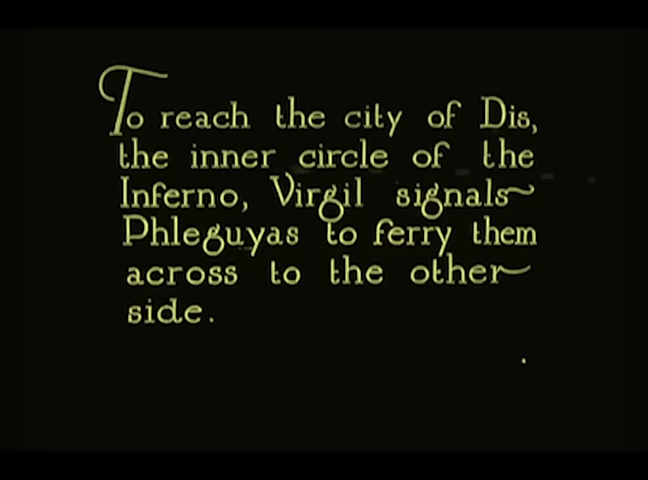 To reach the city of Dis,
the inner circle of the
Inferno, Virgil signals
Phleguyas to ferry them
across to the other
side.